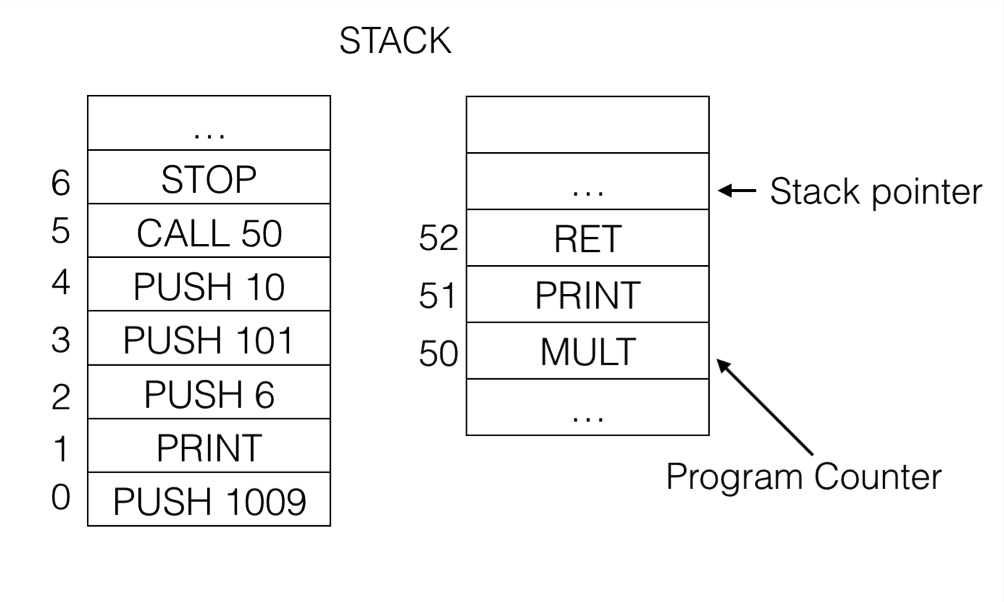 STACK
...
6 STOP
5 CALL 50
4 PUSH 10
3 PUSH 101
2 PUSH 6
1 PRINT
0 PUSH 1009
...
52 RET
51 PRINT
50 MULT
...
Stack pointer
Program Counter